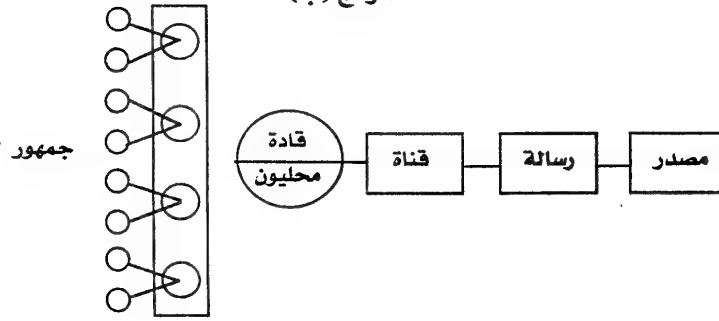 مصدر
رسالة
قناة
قادة
محليون
جمهور